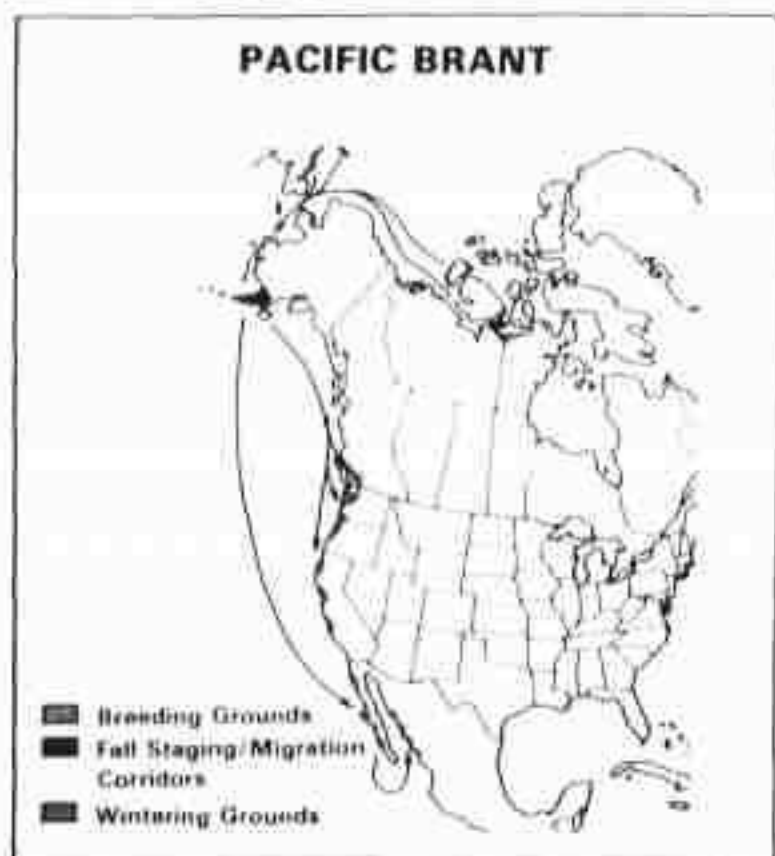 PACIFIC BRANT
Breeding Grounds
Fall Staging/Migration
Corridors
Wintering Grounds